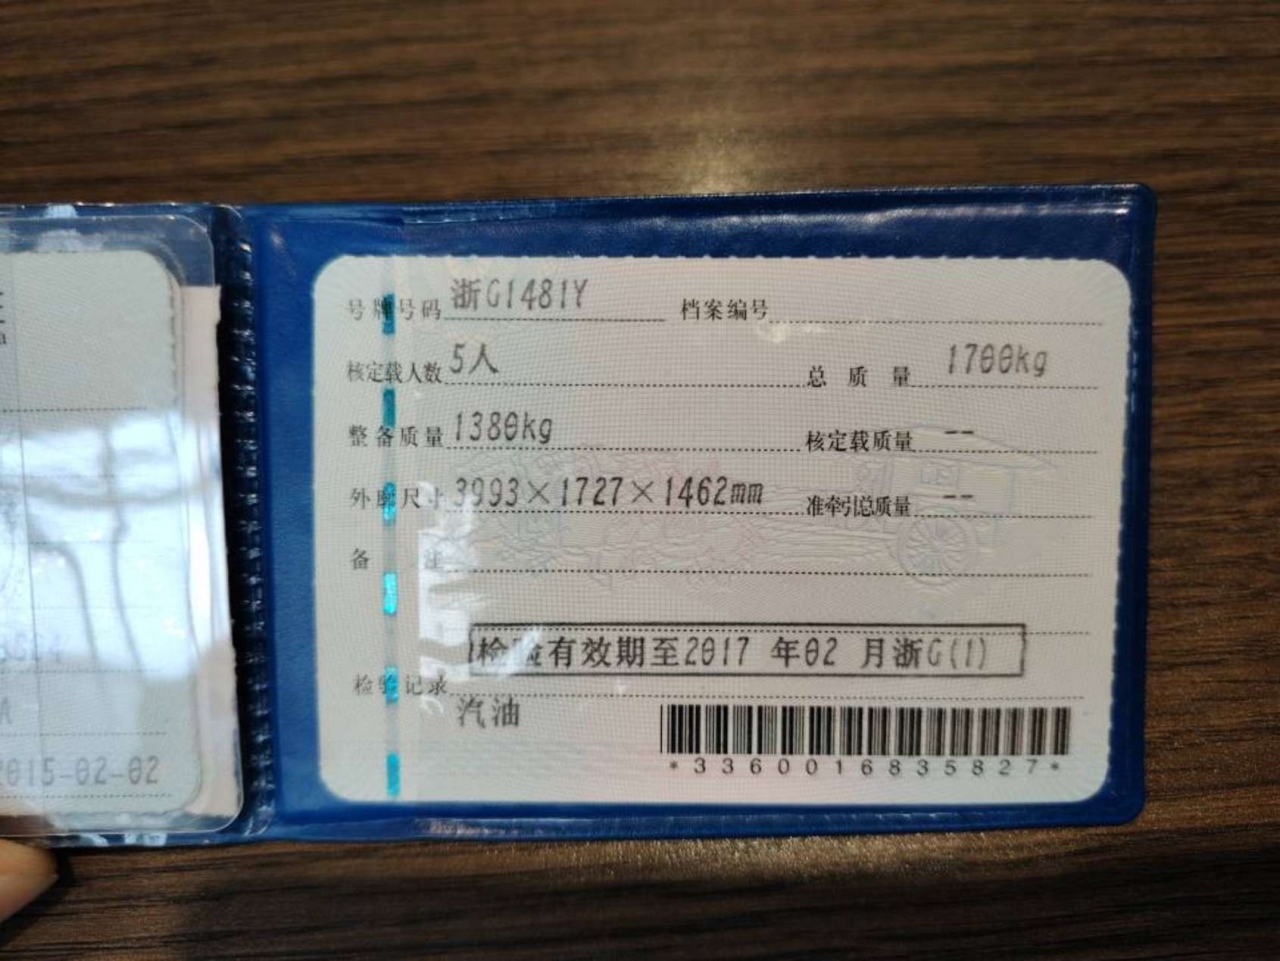 号牌号码 浙G1481Y 档案编号
核定载人数 5人 总质量 1700kg
整备质量 1380kg 核定载质量 --
外廓尺寸 3993×1727×1462mm 准牵引总质量 --
备注
检验有效期至2017年02月浙G(1)
检验记录
汽油
*3360016835827*
2015-02-02